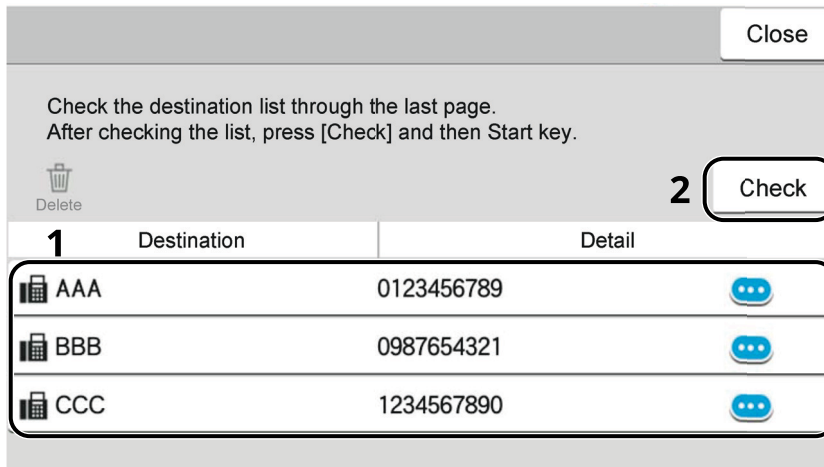 Close
Check the destination list through the last page.
After checking the list, press [Check] and then Start key.
Delete
2 Check
1 Destination Detail
AAA 0123456789
BBB 0987654321
CCC 1234567890